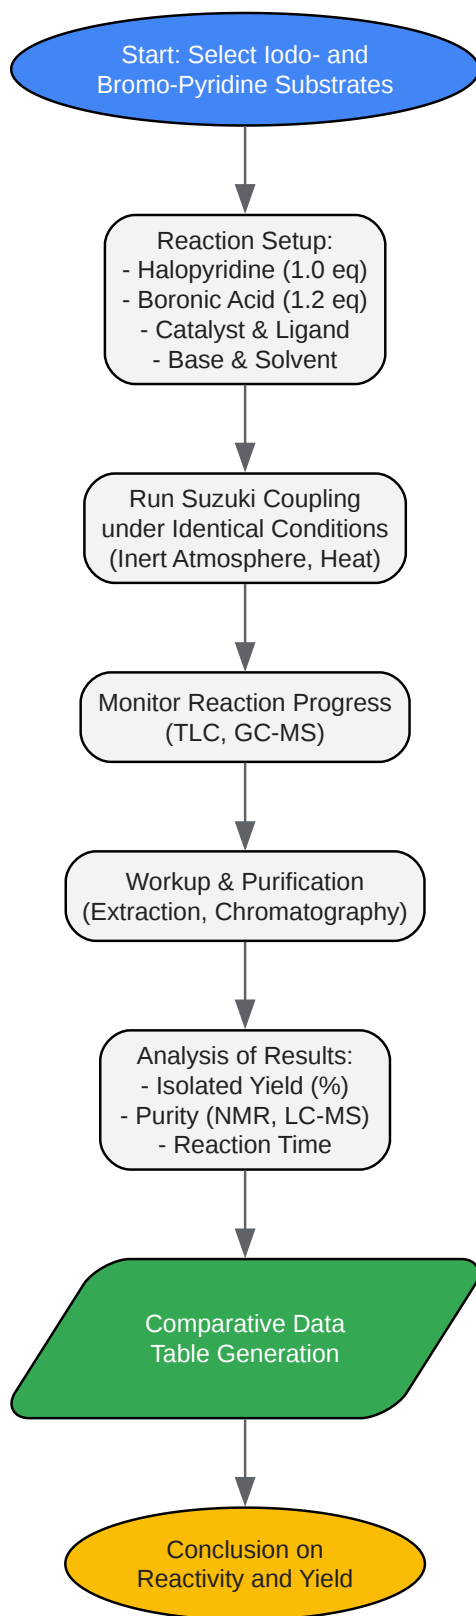 Start: Select Iodo- and
Bromo-Pyridine Substrates
Reaction Setup:
- Halopyridine (1.0 eq)
- Boronic Acid (1.2 eq)
- Catalyst & Ligand
- Base & Solvent
Run Suzuki Coupling
under Identical Conditions
(Inert Atmosphere, Heat)
Monitor Reaction Progress
(TLC, GC-MS)
Workup & Purification
(Extraction, Chromatography)
Analysis of Results:
- Isolated Yield (%)
- Purity (NMR, LC-MS)
- Reaction Time
Comparative Data
Table Generation
Conclusion on
Reactivity and Yield